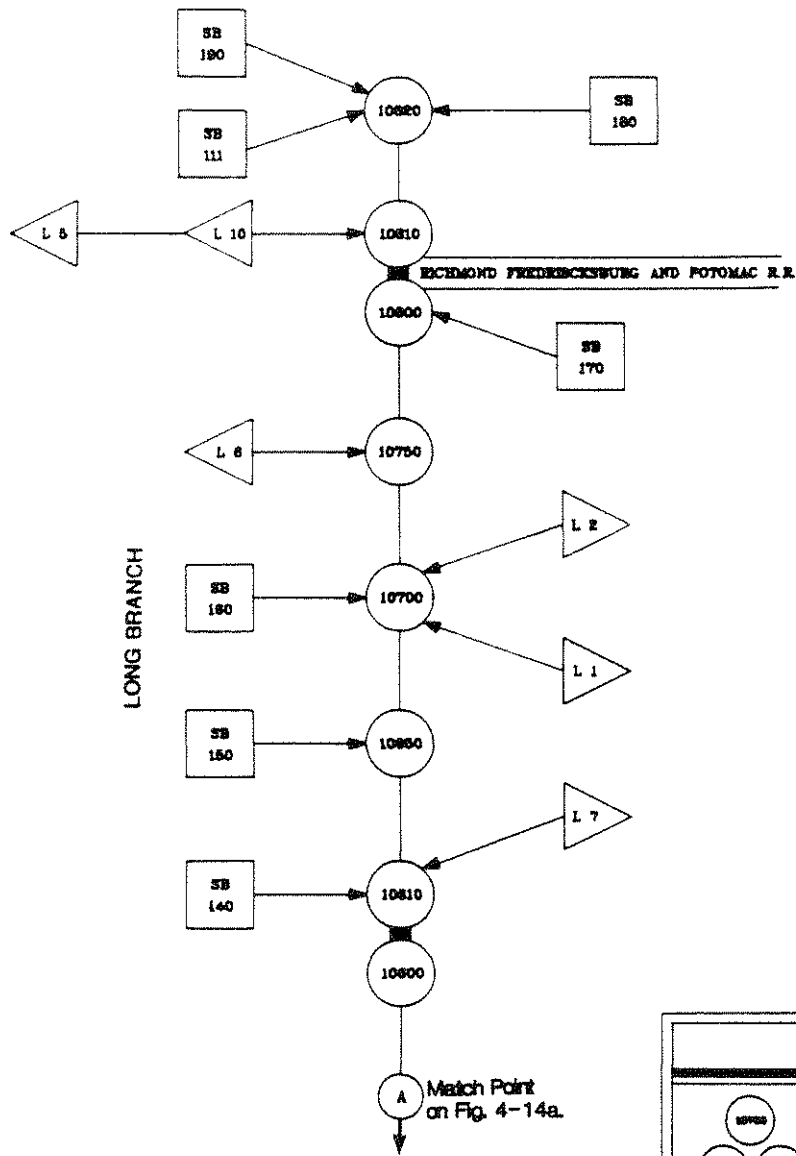 SB
190
10820
SB
180
SB
111
L 5
L 10
10810
RICHMOND FREDERICKSBURG AND POTOMAC R.R.
10800
SB
170
L 6
10750
L 2
LONG BRANCH
SB
160
10700
L 1
SB
150
10650
L 7
SB
140
10610
10600
A
Match Point
on Fig. 4-14a.